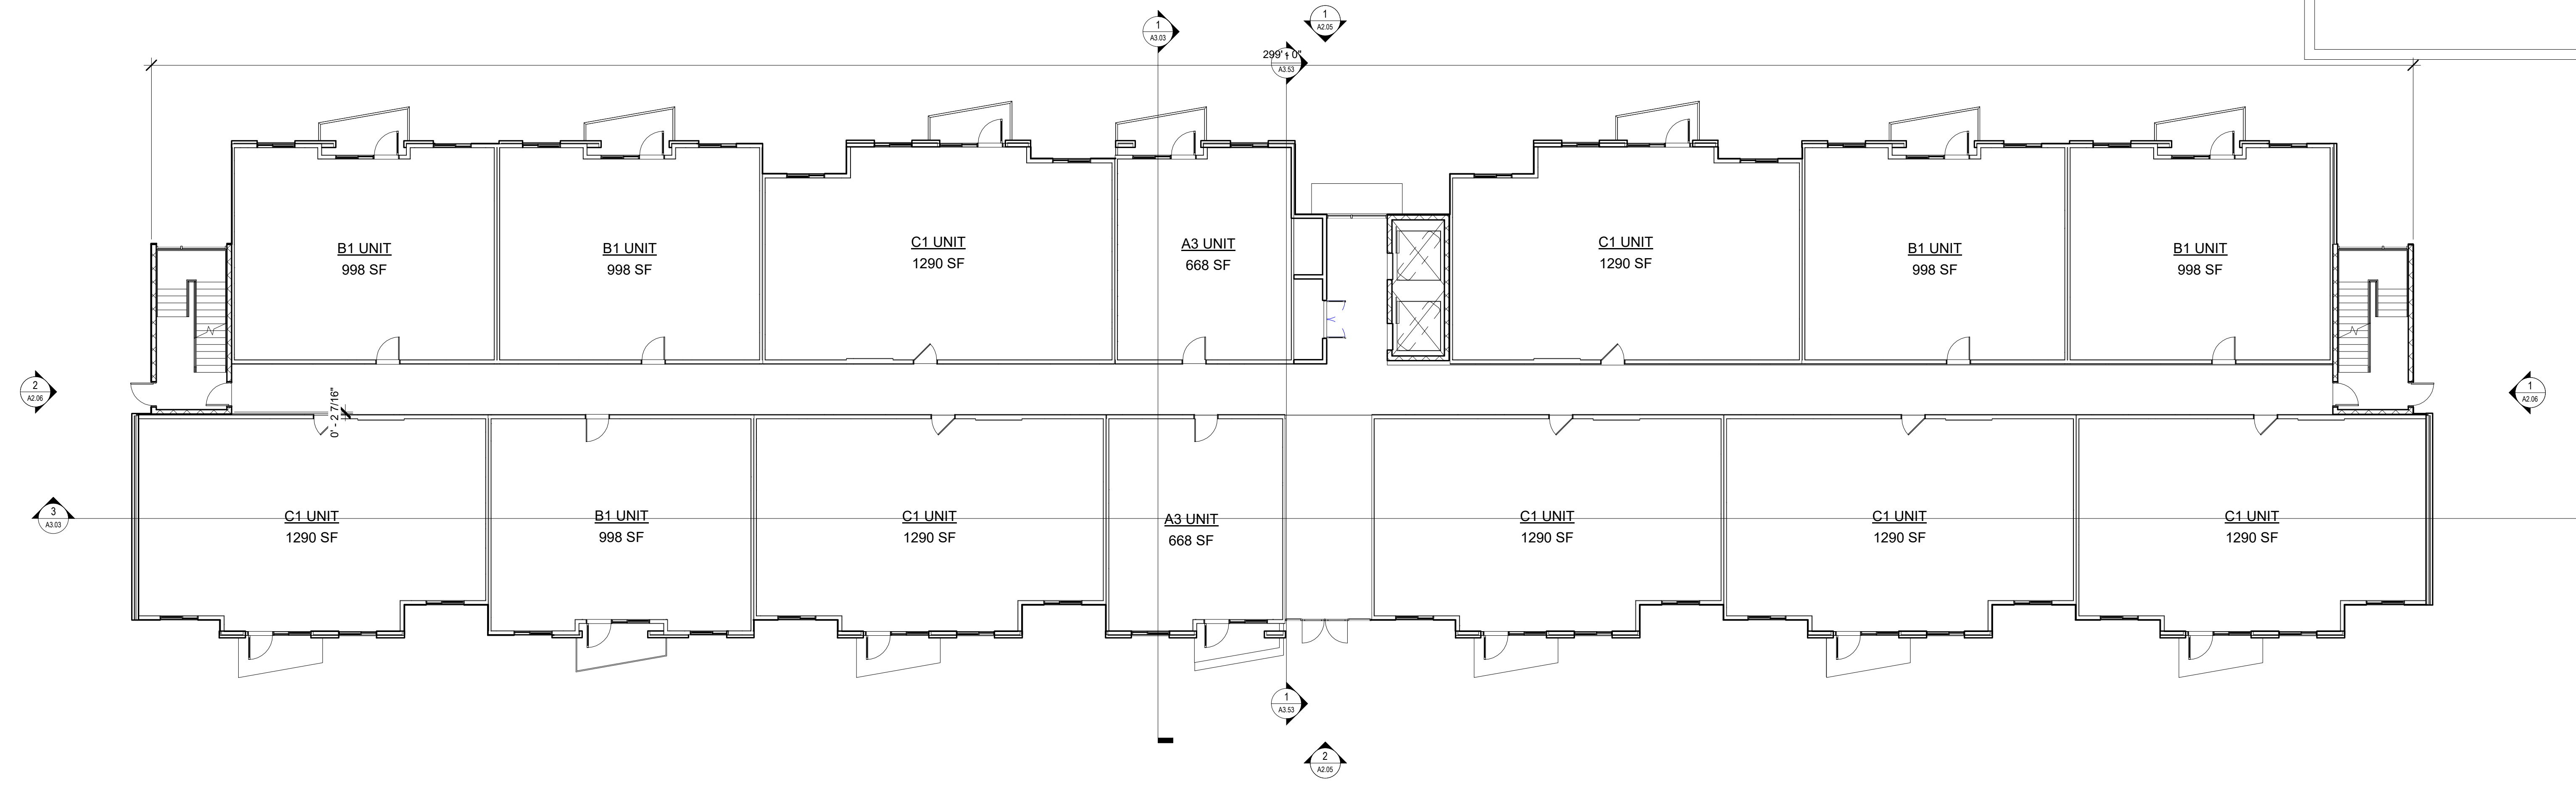 1
A2.05
1
A3.03
299' - 0"
1
A3.53
B1 UNIT
998 SF
B1 UNIT
998 SF
C1 UNIT
1290 SF
A3 UNIT
668 SF
C1 UNIT
1290 SF
B1 UNIT
998 SF
B1 UNIT
998 SF
2
A2.06
0' - 2 7/16"
1
A2.06
3
A3.03
C1 UNIT
1290 SF
B1 UNIT
998 SF
C1 UNIT
1290 SF
A3 UNIT
668 SF
C1 UNIT
1290 SF
C1 UNIT
1290 SF
C1 UNIT
1290 SF
1
A3.53
2
A2.05